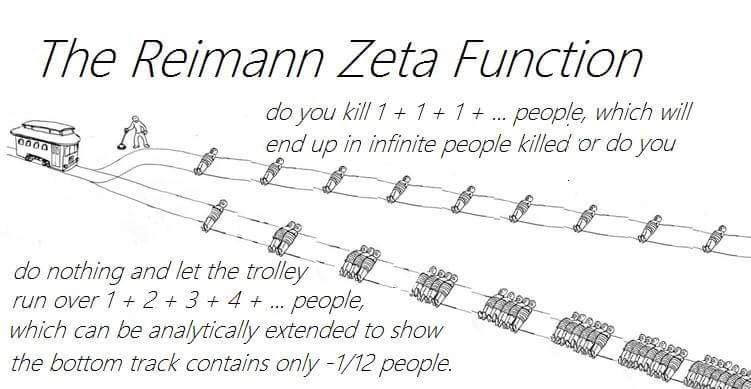 The Reimann Zeta Function
do you kill 1 + 1 + 1 + ... people, which will
end up in infinite people killed or do you
do nothing and let the trolley
run over 1 + 2 + 3 + 4 + ... people,
which can be analytically extended to show
the bottom track contains only -1/12 people.